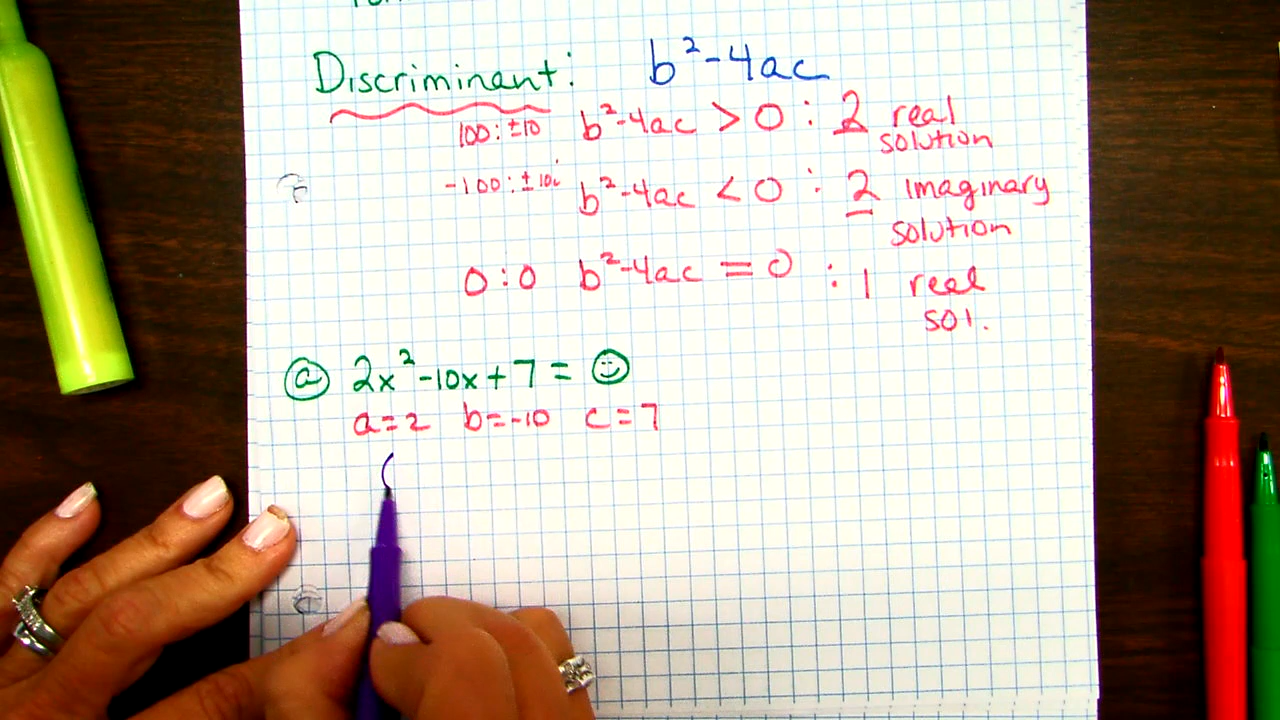 Discriminant: b²-4ac
100:±10 b²-4ac > 0 : 2 real solution
-100:±10i b²-4ac < 0 : 2 imaginary solution
0:0 b²-4ac = 0 : 1 real sol.
ⓐ 2x²-10x+7= ☺
a=2 b=-10 c=7
(